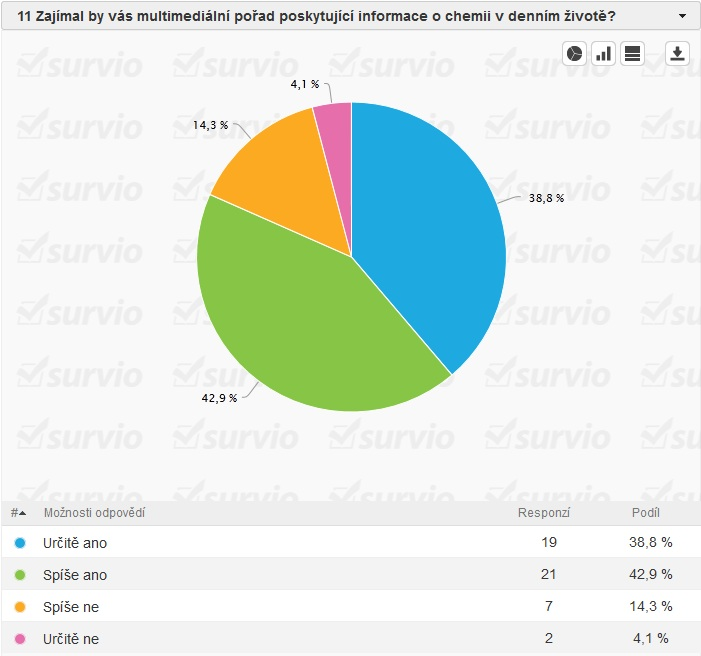 11 Zajímal by vás multimediální pořad poskytující informace o chemii v denním životě?
4,1 %
14,3 %
38,8 %
42,9 %
# Možnosti odpovědí Responzí Podíl
Určitě ano 19 38,8 %
Spíše ano 21 42,9 %
Spíše ne 7 14,3 %
Určitě ne 2 4,1 %
survio